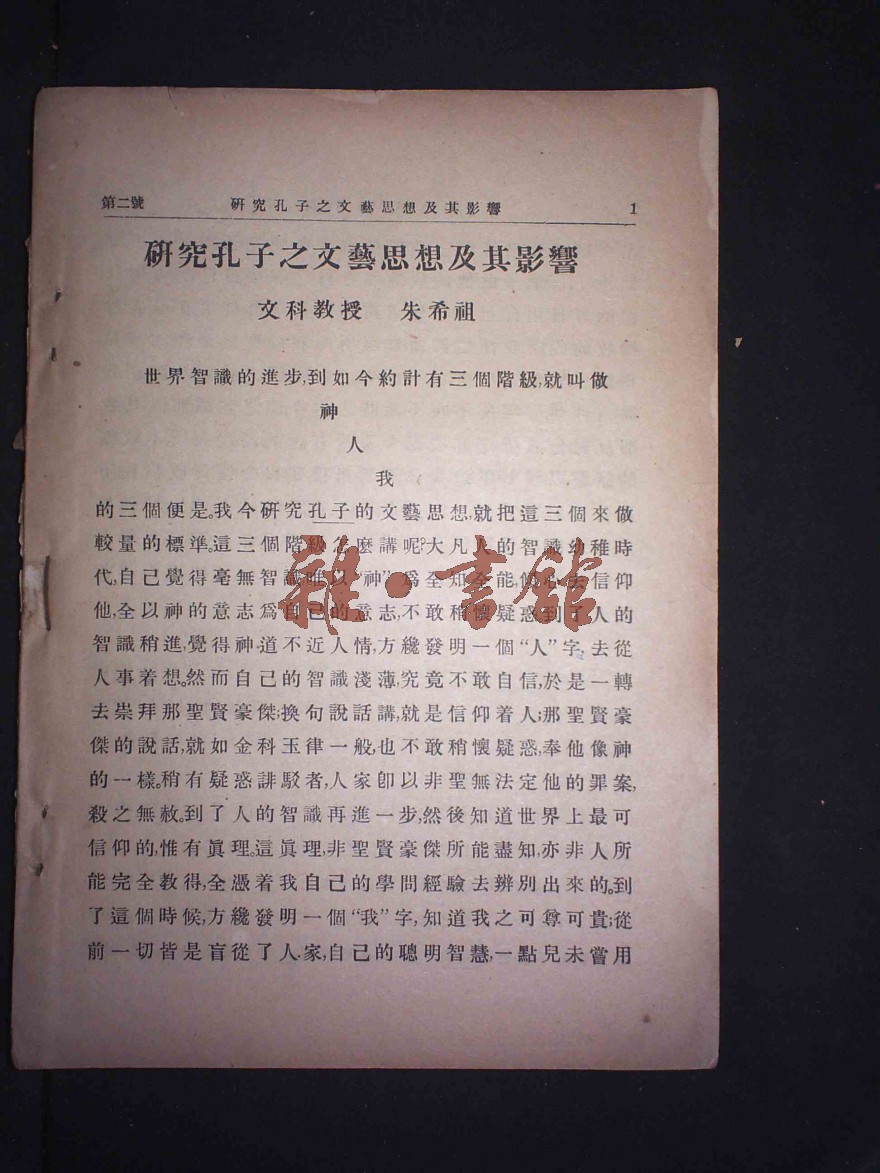 第二號 研究孔子之文藝思想及其影響 1
研究孔子之文藝思想及其影響
文科教授 朱希祖
世界智識的進步,到如今約計有三個階級,就叫做
神
人
我
的三個便是。我今研究孔子的文藝思想,就把這三個來做
較量的標準。這三個階級怎麼講呢?大凡人的智識幼稚時
代,自己覺得毫無智識,唯以“神”爲全知全能,傾心去信仰
他,全以神的意志爲自己的意志,不敢稍懷疑惑。到了人的
智識稍進,覺得神道不近人情,方纔發明一個“人”字,去從
人事着想。然而自己的智識淺薄,究竟不敢自信,於是一轉
去崇拜那聖賢豪傑;換句說話講,就是信仰着人;那聖賢豪
傑的說話,就如金科玉律一般,也不敢稍懷疑惑,奉他像神
的一樣。稍有疑惑誹駁者,人家卽以非聖無法定他的罪案,
殺之無赦。到了人的智識再進一步,然後知道世界上最可
信仰的,惟有眞理。這眞理,非聖賢豪傑所能盡知,亦非人所
能完全教得,全憑着我自己的學問經驗去辨別出來的。到
了這個時候,方纔發明一個“我”字,知道我之可尊可貴;從
前一切皆是盲從了人家,自己的聰明智慧,一點兒未嘗用
雜·書館